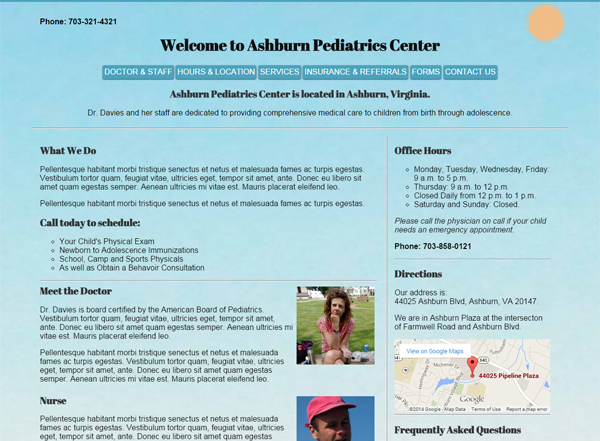 Phone: 703-321-4321
Welcome to Ashburn Pediatrics Center
DOCTOR & STAFF HOURS & LOCATION SERVICES INSURANCE & REFERRALS FORMS CONTACT US
Ashburn Pediatrics Center is located in Ashburn, Virginia.
Dr. Davies and her staff are dedicated to providing comprehensive medical care to children from birth through adolescence.
What We Do
Pellentesque habitant morbi tristique senectus et netus et malesuada fames ac turpis egestas.
Vestibulum tortor quam, feugiat vitae, ultricies eget, tempor sit amet, ante. Donec eu libero sit
amet quam egestas semper. Aenean ultricies mi vitae est. Mauris placerat eleifend leo.
Pellentesque habitant morbi tristique senectus et netus et malesuada fames ac turpis egestas.
Call today to schedule:
Your Child's Physical Exam
Newborn to Adolescence Immunizations
School, Camp and Sports Physicals
As well as Obtain a Behavoir Consultation
Meet the Doctor
Dr. Davies is board certified by the American Board of Pediatrics.
Vestibulum tortor quam, feugiat vitae, ultricies eget, tempor sit amet,
ante. Donec eu libero sit amet quam egestas semper. Aenean ultricies mi
vitae est. Mauris placerat eleifend leo.
Pellentesque habitant morbi tristique senectus et netus et malesuada
fames ac turpis egestas. Vestibulum tortor quam, feugiat vitae, ultricies
eget, tempor sit amet, ante. Donec eu libero sit amet quam egestas
semper. Aenean ultricies mi vitae est. Mauris placerat eleifend leo.
Nurse
Pellentesque habitant morbi tristique senectus et netus et malesuada
fames ac turpis egestas. Vestibulum tortor quam, feugiat vitae, ultricies
Office Hours
Monday, Tuesday, Wednesday, Friday:
9 a.m. to 5 p.m.
Thursday: 9 a.m. to 12 p.m.
Closed Daily from 12 p.m. to 1 p.m.
Saturday and Sunday: Closed.
Please call the physician on call if your child
needs an emergency appointment.
Phone: 703-858-0121
Directions
Our address is:
44025 Ashburn Blvd, Ashburn, VA 20147.
We are in Ashburn Plaza at the intersecton
of Farmwell Road and Ashburn Blvd.
View on Google Maps
44025 Pipeline Plaza
©2014 Google - Map Data Terms of Use Report a map error
Frequently Asked Questions